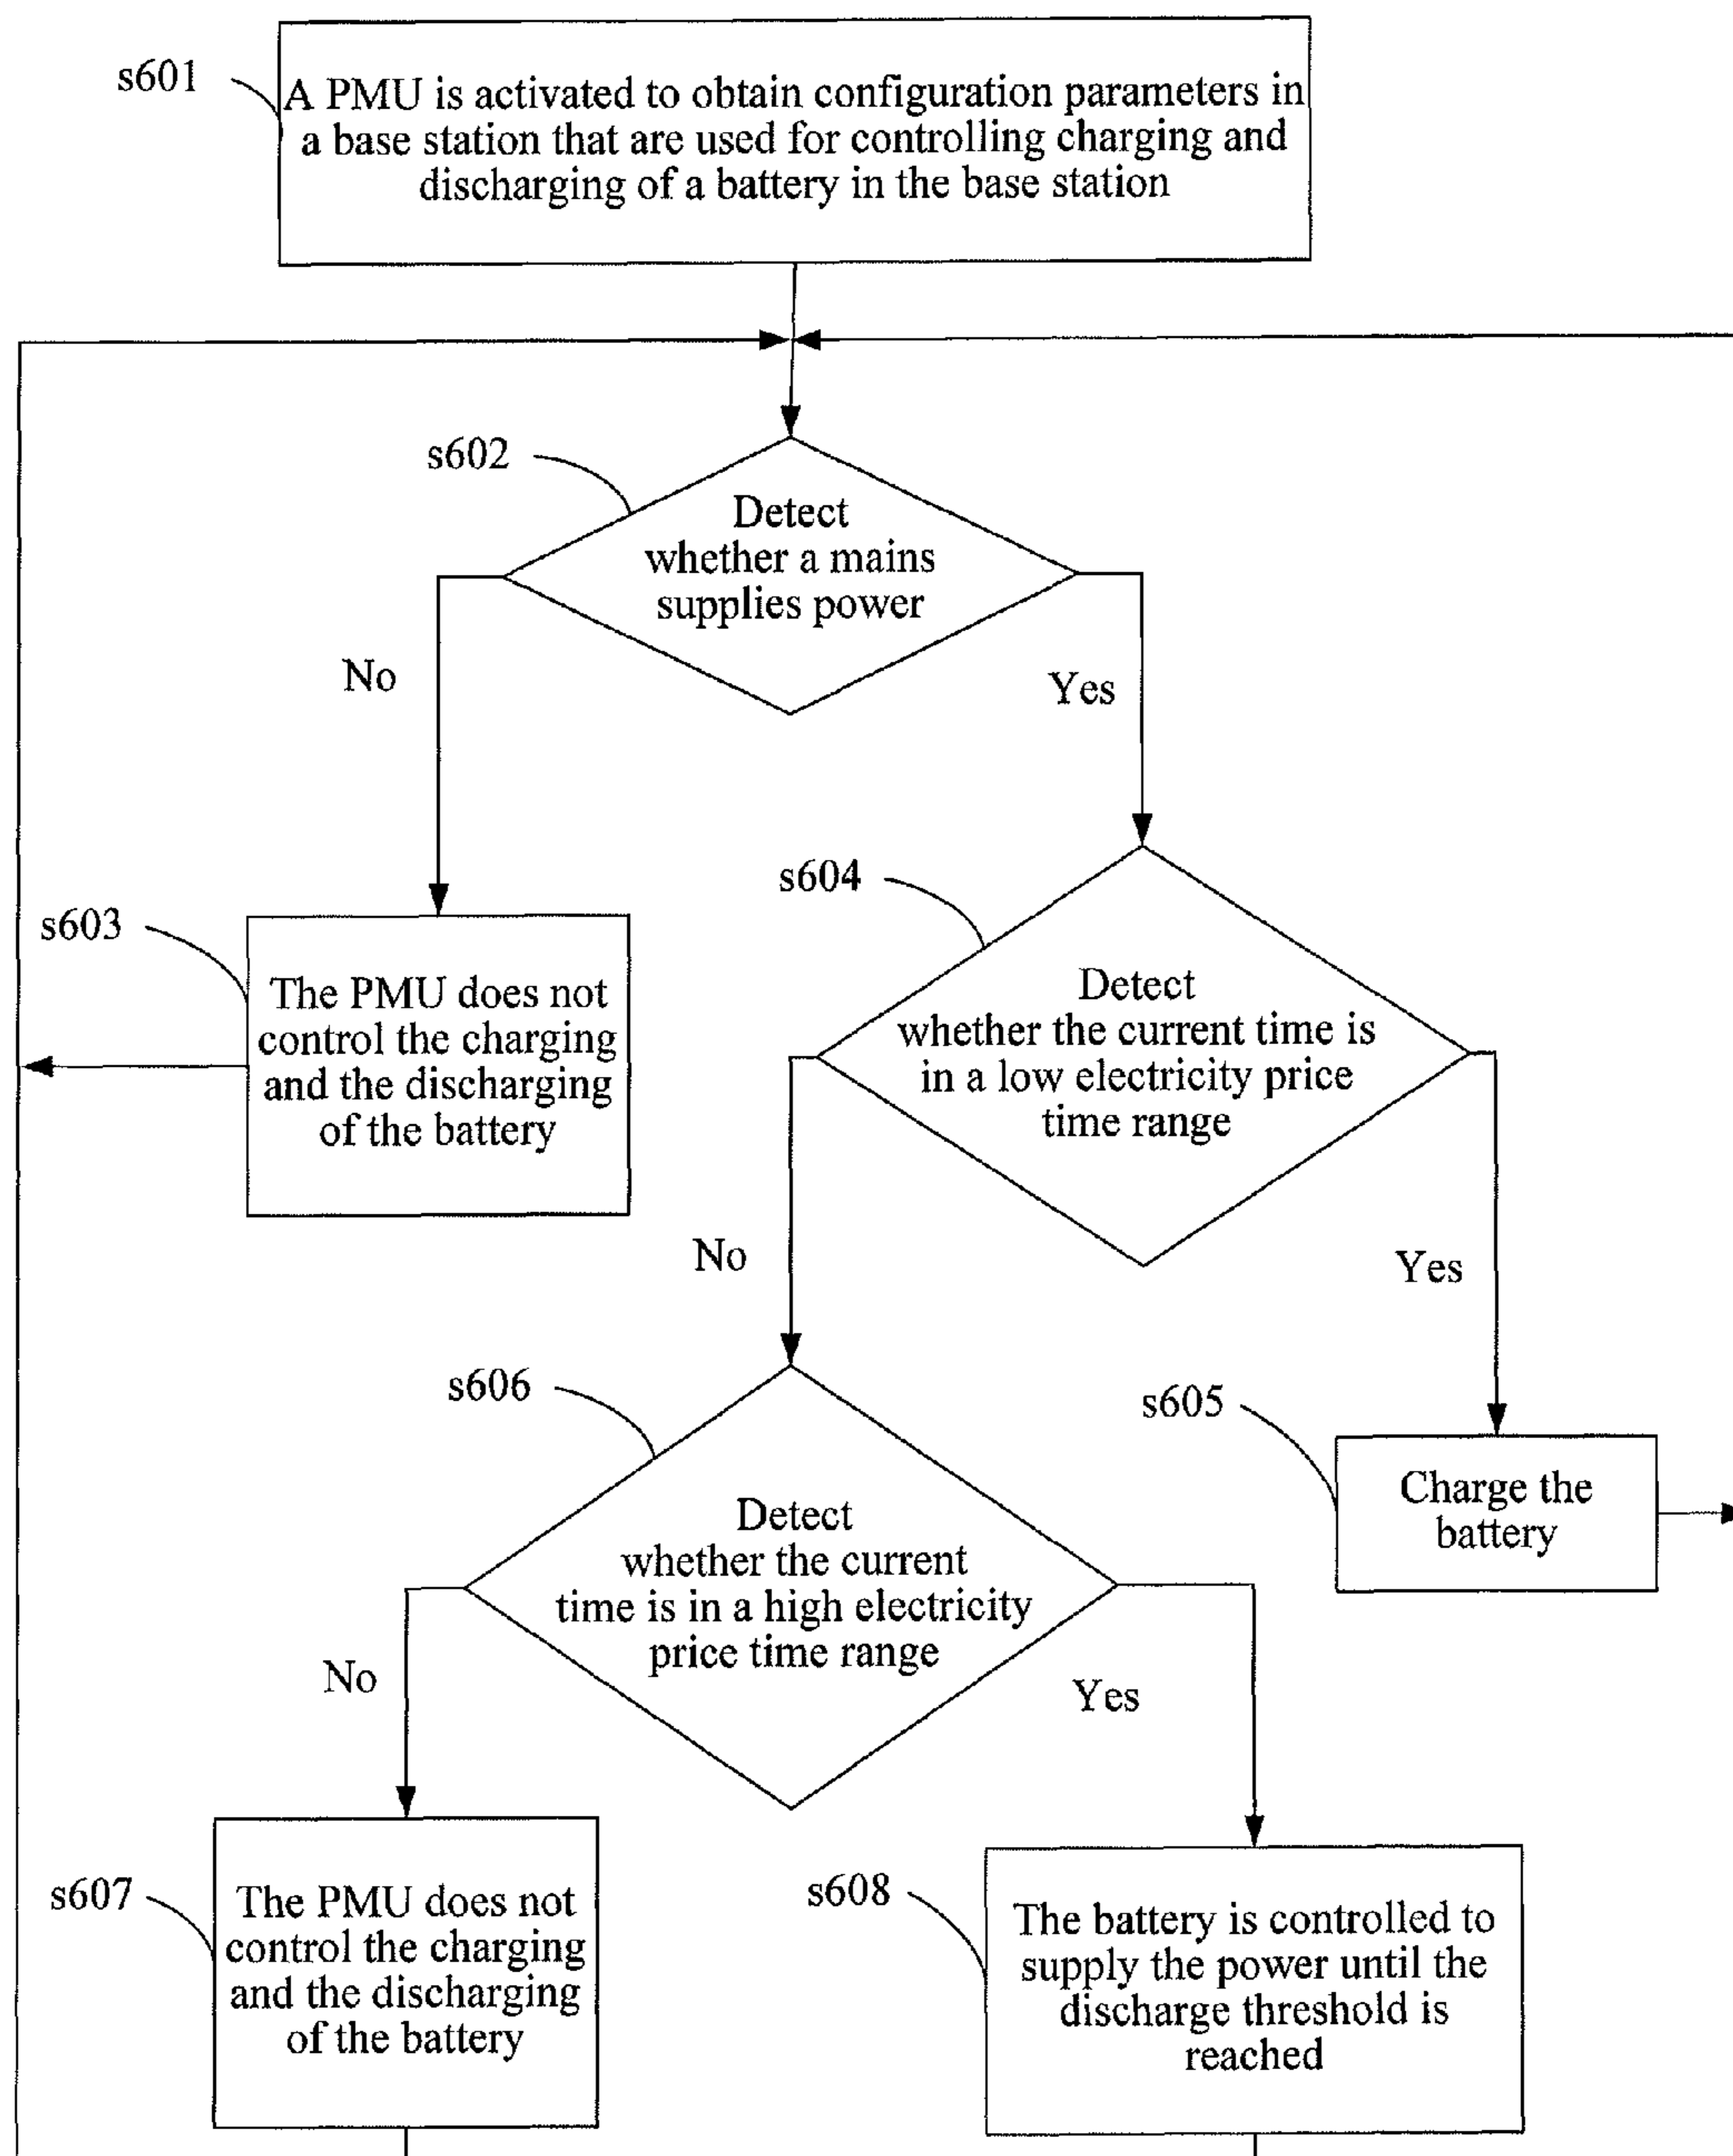 s601
A PMU is activated to obtain configuration parameters in
a base station that are used for controlling charging and
discharging of a battery in the base station
s602
Detect
whether a mains
supplies power
No
Yes
s604
s603
The PMU does not
control the charging
and the discharging
of the battery
Detect
whether the current time is
in a low electricity price
time range
No
Yes
s606
s605
Charge the
battery
Detect
whether the current
time is in a high electricity
price time range
No
Yes
s607
The PMU does not
control the charging
and the discharging
of the battery
s608
The battery is controlled to
supply the power until the
discharge threshold is
reached